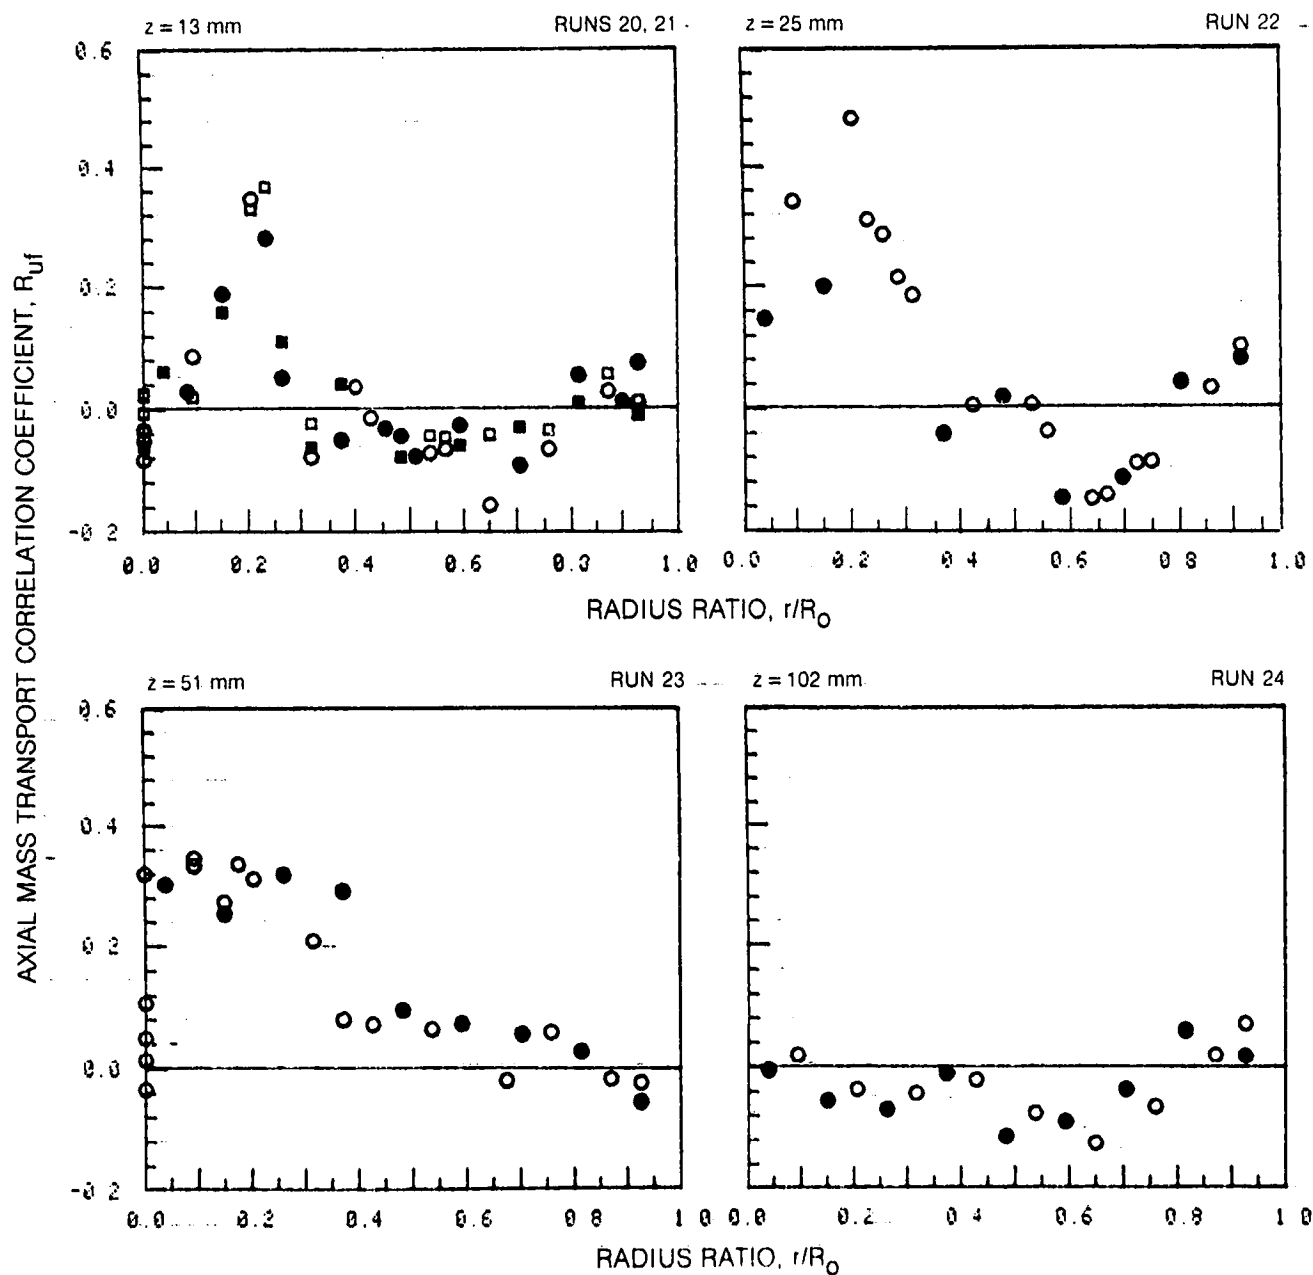 z = 13 mm RUNS 20, 21
z = 25 mm RUN 22
0.6
0.4
0.2
0.0
-0.2
0.0 0.2 0.4 0.6 0.8 1.0
0.0 0.2 0.4 0.6 0.8 1.0
RADIUS RATIO, r/Ro
AXIAL MASS TRANSPORT CORRELATION COEFFICIENT, Ruf
z = 51 mm RUN 23
z = 102 mm RUN 24
0.6
0.4
0.2
0.0
-0.2
0.0 0.2 0.4 0.6 0.8 1.0
0.0 0.2 0.4 0.6 0.8 1.0
RADIUS RATIO, r/Ro